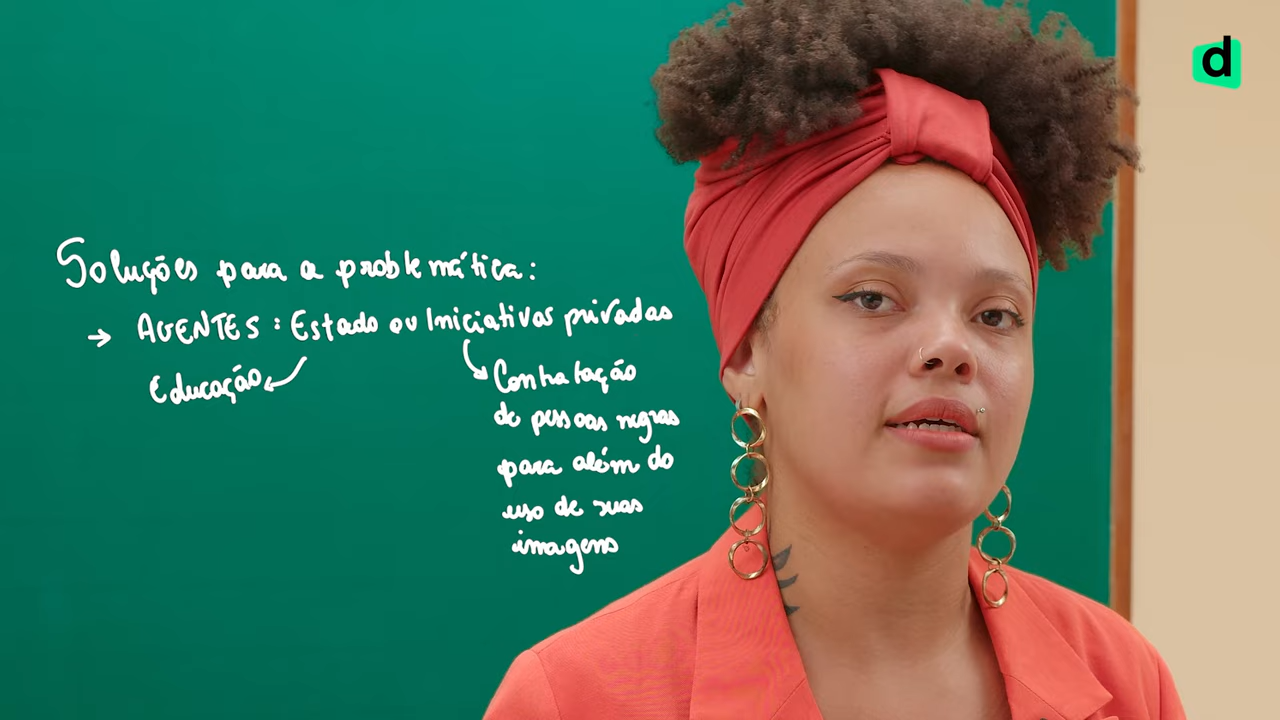 Soluções para a problemática:
→ AGENTES: Estado ou Iniciativas privadas
Educação
Contratação
de pessoas negras
para além do
uso de suas
imagens
d